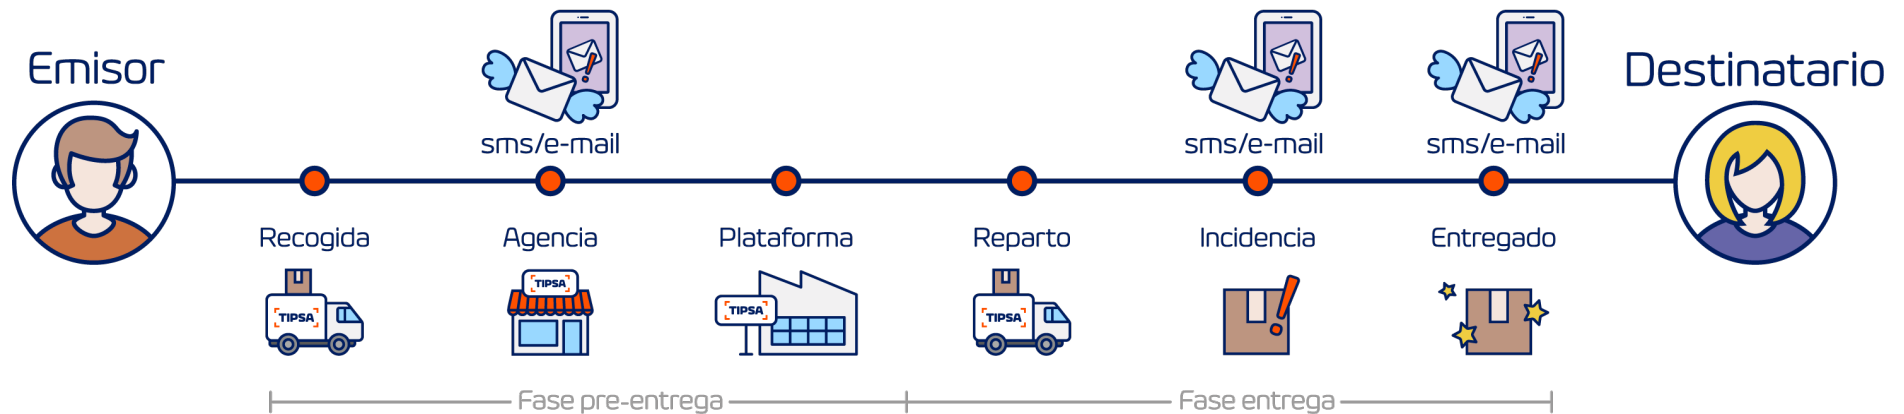 Emisor
Destinatario
sms/e-mail
sms/e-mail
sms/e-mail
Recogida
Agencia
Plataforma
Reparto
Incidencia
Entregado
TIPSA
TIPSA
TIPSA
TIPSA
Fase pre-entrega
Fase entrega